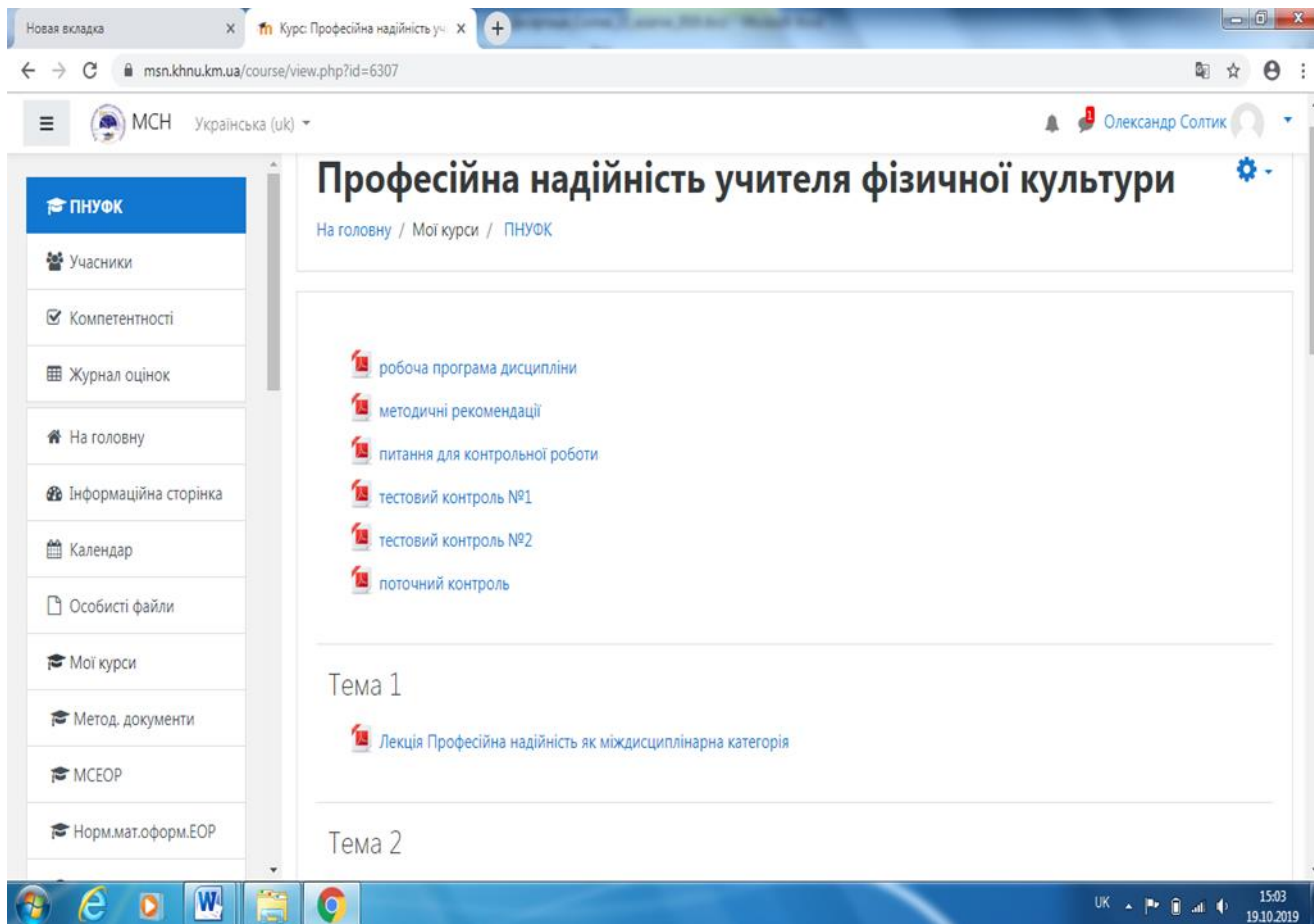 Новая вкладка
Курс: Професійна надійність уч
msn.khnu.km.ua/course/view.php?id=6307
МСН Українська (uk)
1
Олександр Солтик
ПНУФК
Учасники
Компетентності
Журнал оцінок
На головну
Інформаційна сторінка
Календар
Особисті файли
Мої курси
Метод. документи
МСЕОР
Норм.мат.оформ.ЕОР
Професійна надійність учителя фізичної культури
На головну / Мої курси / ПНУФК
робоча програма дисципліни
методичні рекомендації
питання для контрольної роботи
тестовий контроль №1
тестовий контроль №2
поточний контроль
Тема 1
Лекція Професійна надійність як міждисциплінарна категорія
Тема 2
UK
15:03
19.10.2019